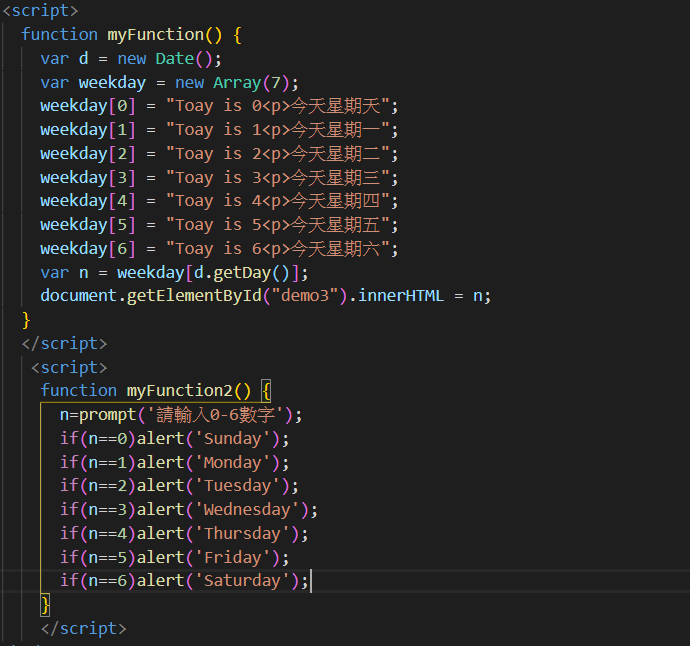 <script>
function myFunction() {
var d = new Date();
var weekday = new Array(7);
weekday[0] = "Toay is 0<p>今天星期天";
weekday[1] = "Toay is 1<p>今天星期一";
weekday[2] = "Toay is 2<p>今天星期二";
weekday[3] = "Toay is 3<p>今天星期三";
weekday[4] = "Toay is 4<p>今天星期四";
weekday[5] = "Toay is 5<p>今天星期五";
weekday[6] = "Toay is 6<p>今天星期六";
var n = weekday[d.getDay()];
document.getElementById("demo3").innerHTML = n;
}
</script>
<script>
function myFunction2() {
n=prompt('請輸入0-6數字');
if(n==0)alert('Sunday');
if(n==1)alert('Monday');
if(n==2)alert('Tuesday');
if(n==3)alert('Wednesday');
if(n==4)alert('Thursday');
if(n==5)alert('Friday');
if(n==6)alert('Saturday');
}
</script>